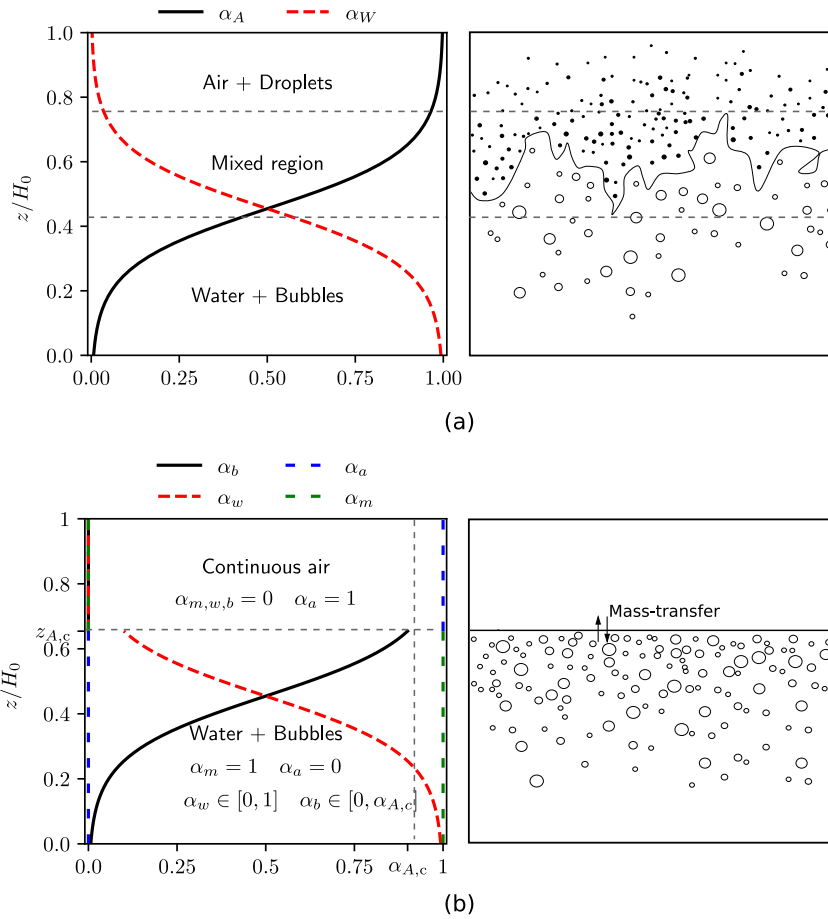 α_A α_W
1.0
0.8
0.6
0.4
0.2
0.0
z/H_0
Air + Droplets
Mixed region
Water + Bubbles
0.00 0.25 0.50 0.75 1.00
(a)
α_b α_a
α_w α_m
1
z_{A,c}
0.6
0.4
0.2
0.0
z/H_0
Continuous air
α_{m,w,b} = 0 α_a = 1
Water + Bubbles
α_m = 1 α_a = 0
α_w ∈ [0, 1] α_b ∈ [0, α_{A,c}]
0.0 0.25 0.5 0.75 α_{A,c} 1
Mass-transfer
(b)